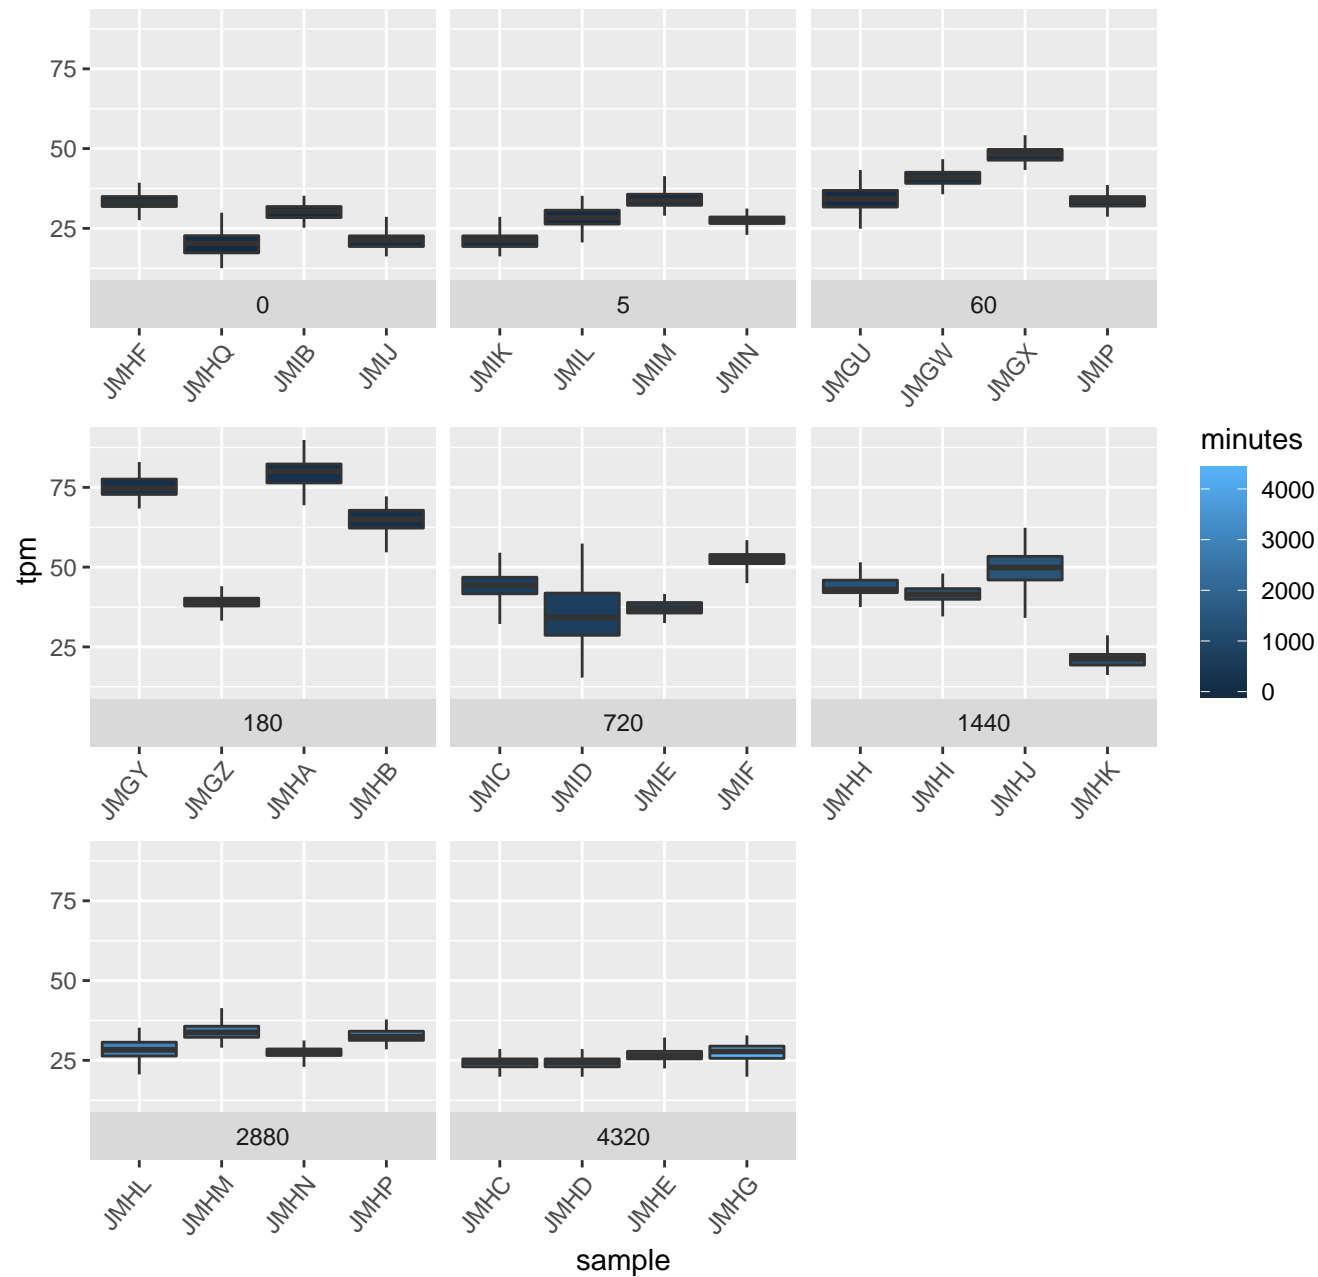 75
50
25
0
5
60
JMHF
JMHQ
JMIB
JMIJ
JMIK
JMIL
JMIM
JMIN
JMGU
JMGW
JMGX
JMIP
tpm
75
50
25
180
720
1440
JMGY
JMGZ
JMHA
JMHB
JMIC
JMID
JMIE
JMIF
JMHH
JMHI
JMHJ
JMHK
75
50
25
2880
4320
JMHL
JMHM
JMHN
JMHP
JMHC
JMHD
JMHE
JMHG
sample
minutes
4000
3000
2000
1000
0